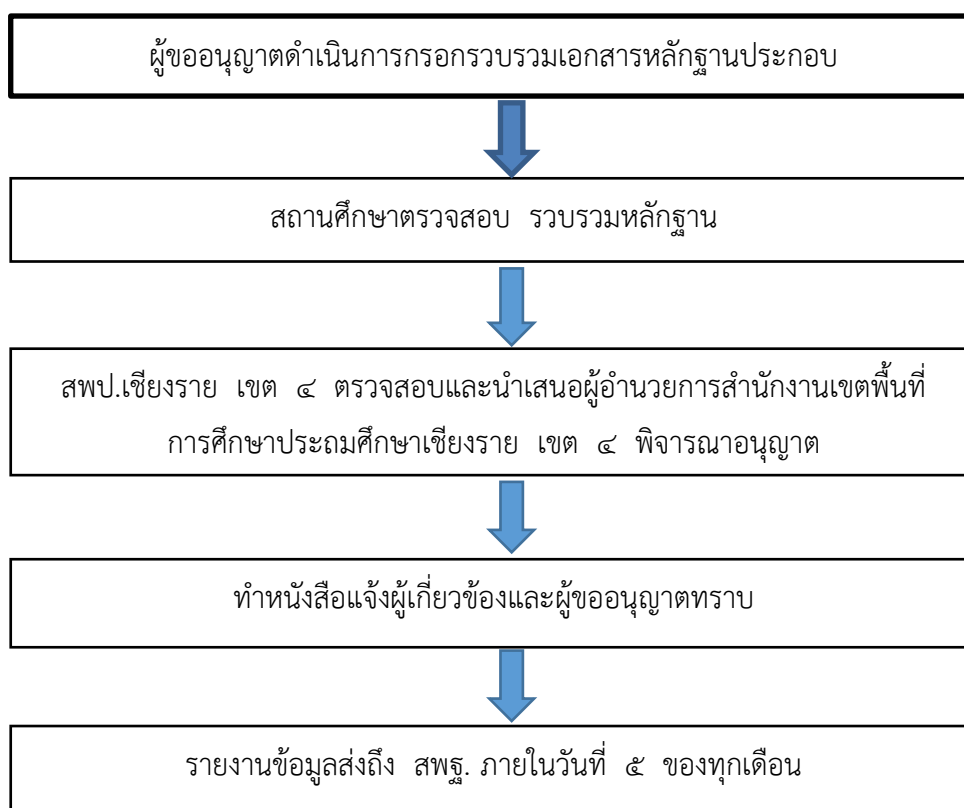 ผู้ขออนุญาตดำเนินการกรอกรวบรวมเอกสารหลักฐานประกอบ
สถานศึกษาตรวจสอบ รวบรวมหลักฐาน
สพป.เชียงราย เขต ๔ ตรวจสอบและนำเสนอผู้อำนวยการสำนักงานเขตพื้นที่
การศึกษาประถมศึกษาเชียงราย เขต ๔ พิจารณาอนุญาต
ทำหนังสือแจ้งผู้เกี่ยวข้องและผู้ขออนุญาตทราบ
รายงานข้อมูลส่งถึง สพฐ. ภายในวันที่ ๕ ของทุกเดือน